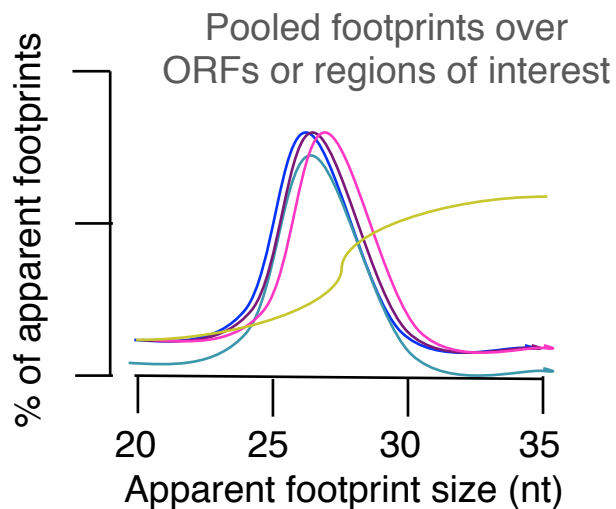 Pooled footprints over
ORFs or regions of interest
% of apparent footprints
20 25 30 35
Apparent footprint size (nt)